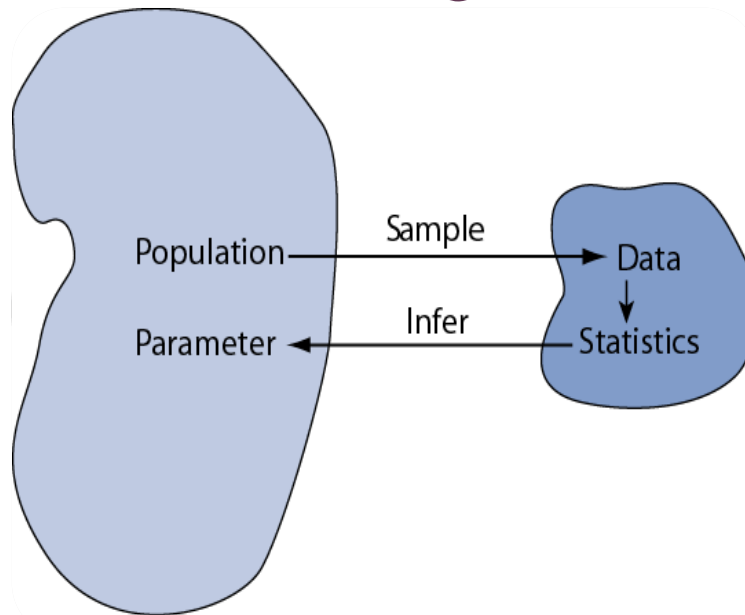 Sample
Population
Data
Infer
Parameter
Statistics